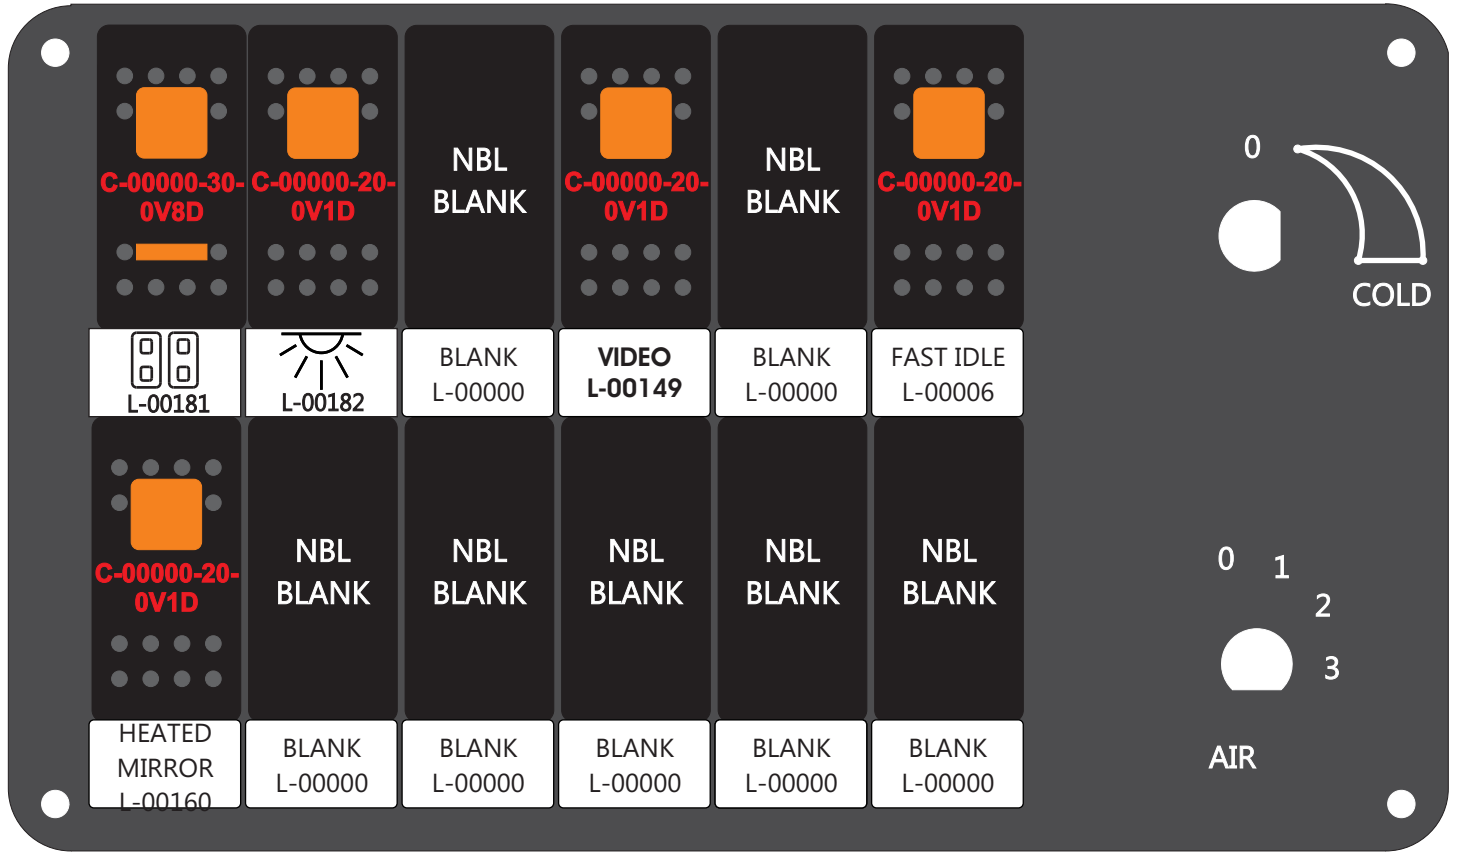 C-00000-30-
0V8D
C-00000-20-
0V1D
NBL
BLANK
C-00000-20-
0V1D
NBL
BLANK
C-00000-20-
0V1D
L-00181
L-00182
BLANK
L-00000
VIDEO
L-00149
BLANK
L-00000
FAST IDLE
L-00006
0
COLD
C-00000-20-
0V1D
NBL
BLANK
NBL
BLANK
NBL
BLANK
NBL
BLANK
NBL
BLANK
HEATED
MIRROR
L-00160
BLANK
L-00000
BLANK
L-00000
BLANK
L-00000
BLANK
L-00000
BLANK
L-00000
0
1
2
3
AIR